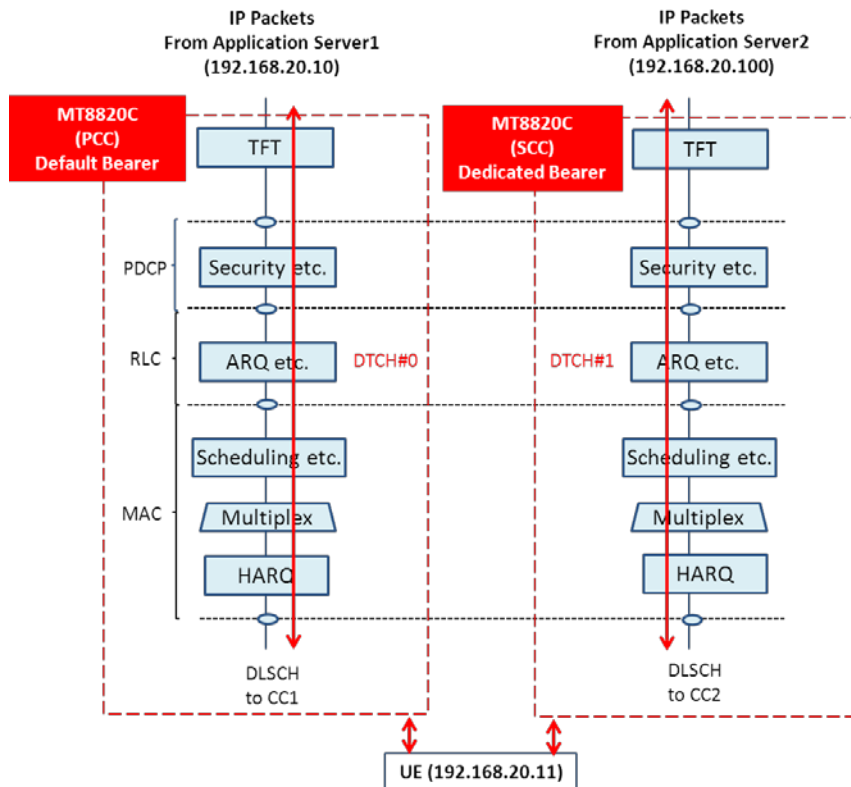 IP Packets
From Application Server1
(192.168.20.10)
IP Packets
From Application Server2
(192.168.20.100)
MT8820C
(PCC)
Default Bearer
MT8820C
(SCC)
Dedicated Bearer
TFT
TFT
PDCP
Security etc.
Security etc.
RLC
ARQ etc.
DTCH#0
DTCH#1
ARQ etc.
Scheduling etc.
Scheduling etc.
MAC
Multiplex
Multiplex
HARQ
HARQ
DLSCH
to CC1
DLSCH
to CC2
UE (192.168.20.11)